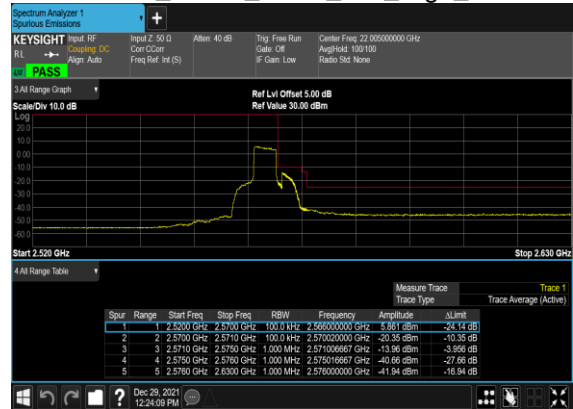 Spectrum Analyzer 1
Spurious Emissions
+
KEYSIGHT Input: RF Input Z: 50 Ω Atten: 40 dB Trig: Free Run Center Freq: 22.005000000 GHz
RL Coupling: DC Corr CCorr Gate: Off Avg|Hold: 100/100
Align: Auto Freq Ref: Int (S) IF Gain: Low Radio Std: None
PASS
3 All Range Graph Ref Lvl Offset 5.00 dB
Scale/Div 10.0 dB Ref Value 30.00 dBm
Log
20.0
10.0
0.00
-10.0
-20.0
-30.0
-40.0
-50.0
-60.0
Start 2.520 GHz Stop 2.630 GHz
4 All Range Table
Measure Trace Trace 1
Trace Type Trace Average (Active)
Spur Range Start Freq Stop Freq RBW Frequency Amplitude ΔLimit
1 1 2.5200 GHz 2.5700 GHz 100.0 kHz 2.566000000 GHz 5.861 dBm -24.14 dB
2 2 2.5700 GHz 2.5710 GHz 100.0 kHz 2.570020000 GHz -20.35 dBm -10.35 dB
3 3 2.5710 GHz 2.5750 GHz 1.000 MHz 2.571006667 GHz -13.96 dBm -3.956 dB
4 4 2.5750 GHz 2.5760 GHz 1.000 MHz 2.575016667 GHz -40.66 dBm -27.66 dB
5 5 2.5760 GHz 2.6300 GHz 1.000 MHz 2.576000000 GHz -41.94 dBm -16.94 dB
? Dec 29, 2021
12:24:09 PM